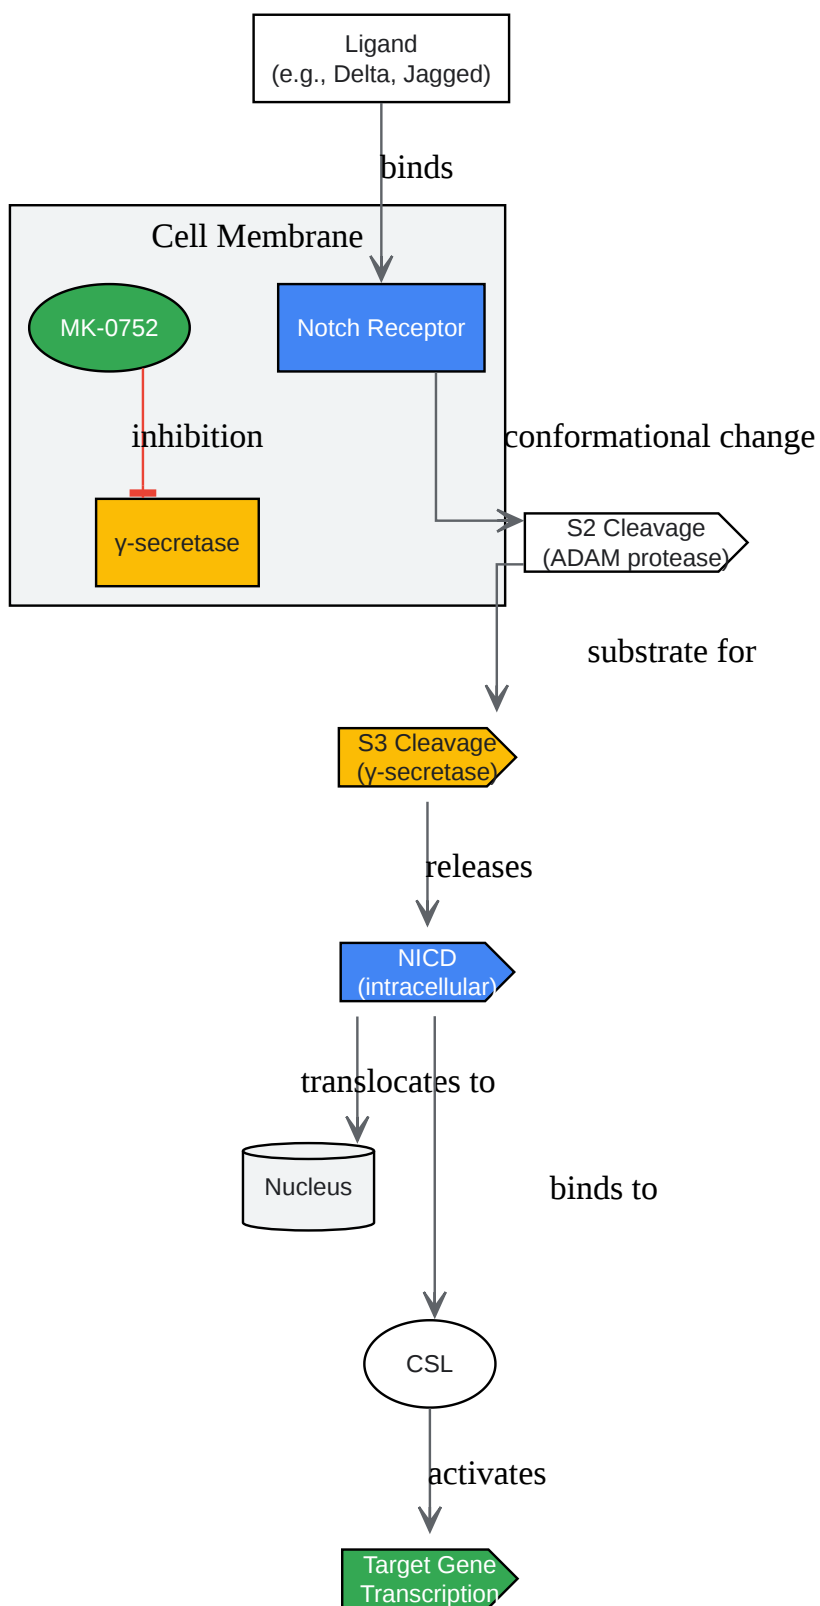 Ligand
(e.g., Delta, Jagged)
binds
Cell Membrane
MK-0752
Notch Receptor
inhibition
conformational change
γ-secretase
S2 Cleavage
(ADAM protease)
substrate for
S3 Cleavage
(γ-secretase)
releases
NICD
(intracellular)
translocates to
Nucleus
binds to
CSL
activates
Target Gene
Transcription